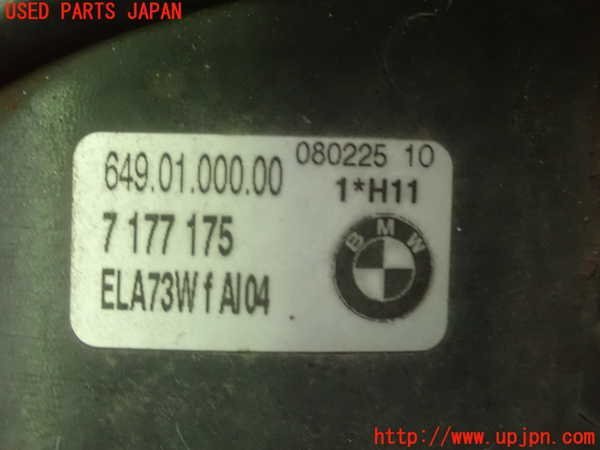 USED PARTS JAPAN
649.01.000.00
080225 10
1*H11
7 177 175
BMW
ELA73W f AI04
http://www.upjpn.com/